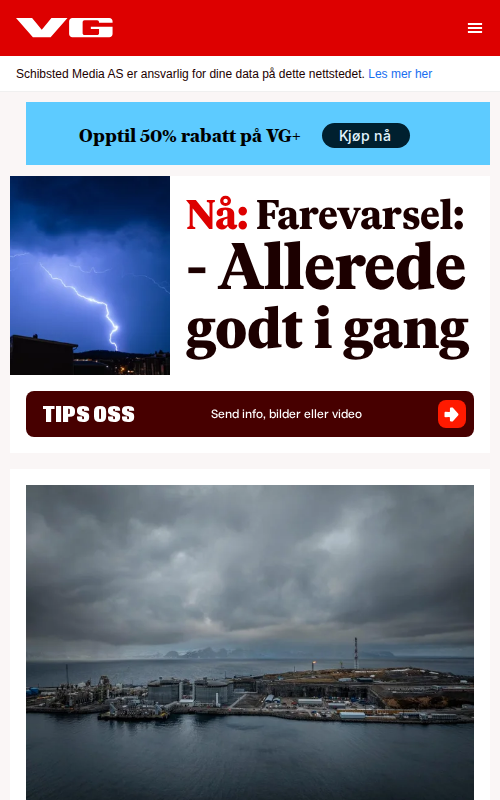 VG
Schibsted Media AS er ansvarlig for dine data på dette nettstedet. Les mer her
Opptil 50% rabatt på VG+
Kjøp nå
Nå: Farevarsel:
- Allerede
godt i gang
TIPS OSS
Send info, bilder eller video